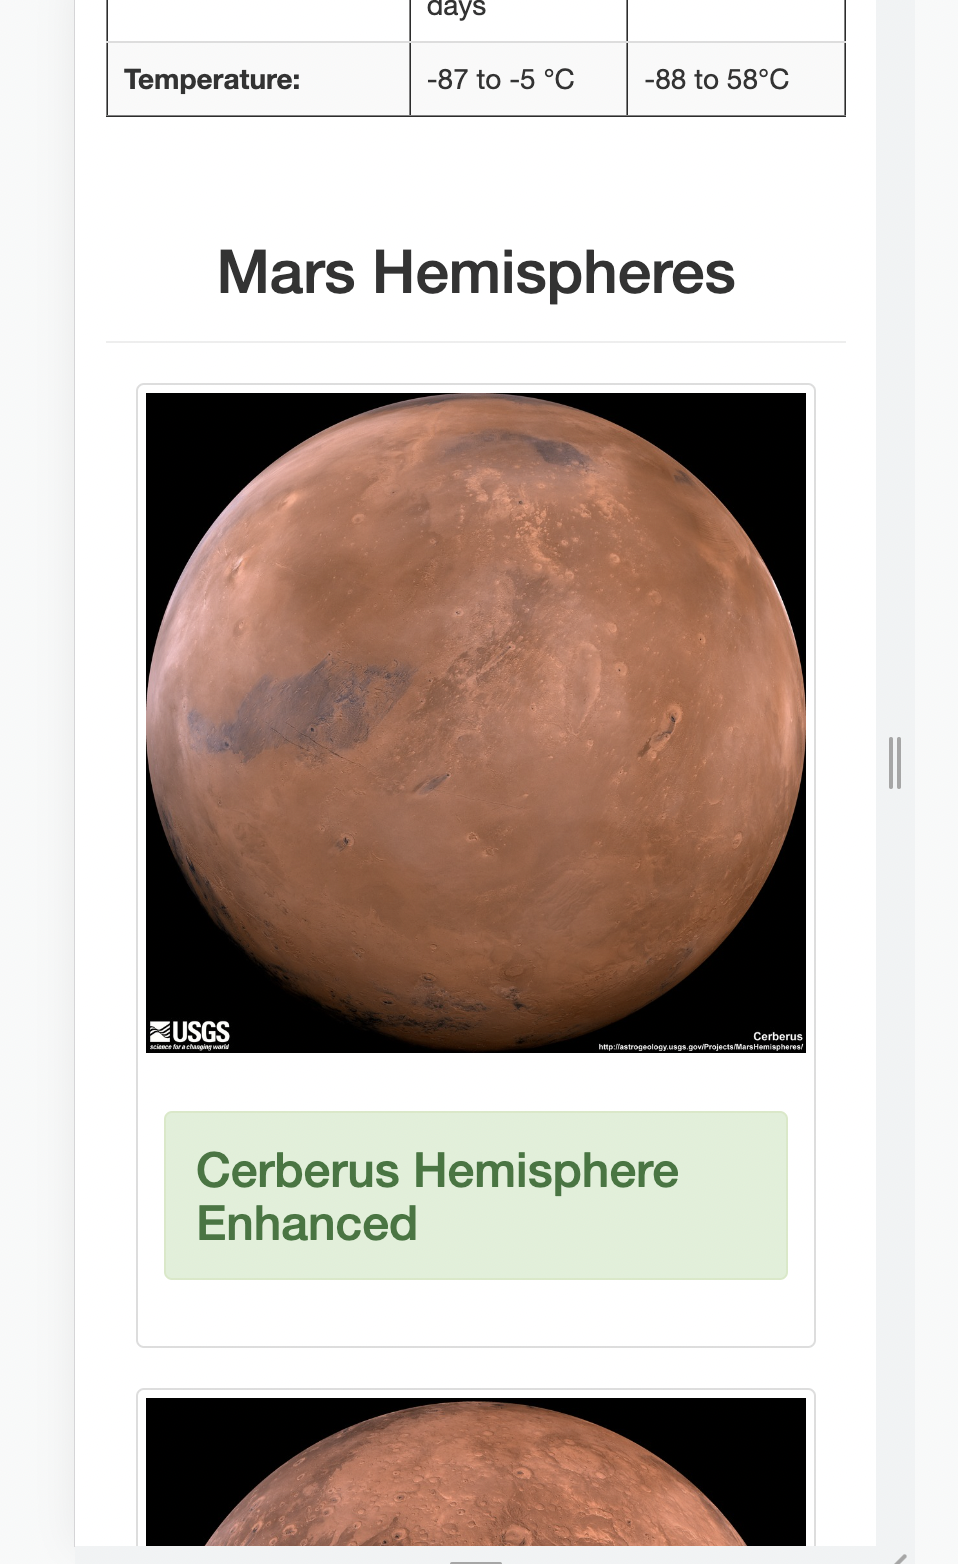 days
Temperature: -87 to -5 °C -88 to 58°C
Mars Hemispheres
USGS
science for a changing world
Cerberus
http://astrogeology.usgs.gov/Projects/MarsHemispheres/
Cerberus Hemisphere
Enhanced